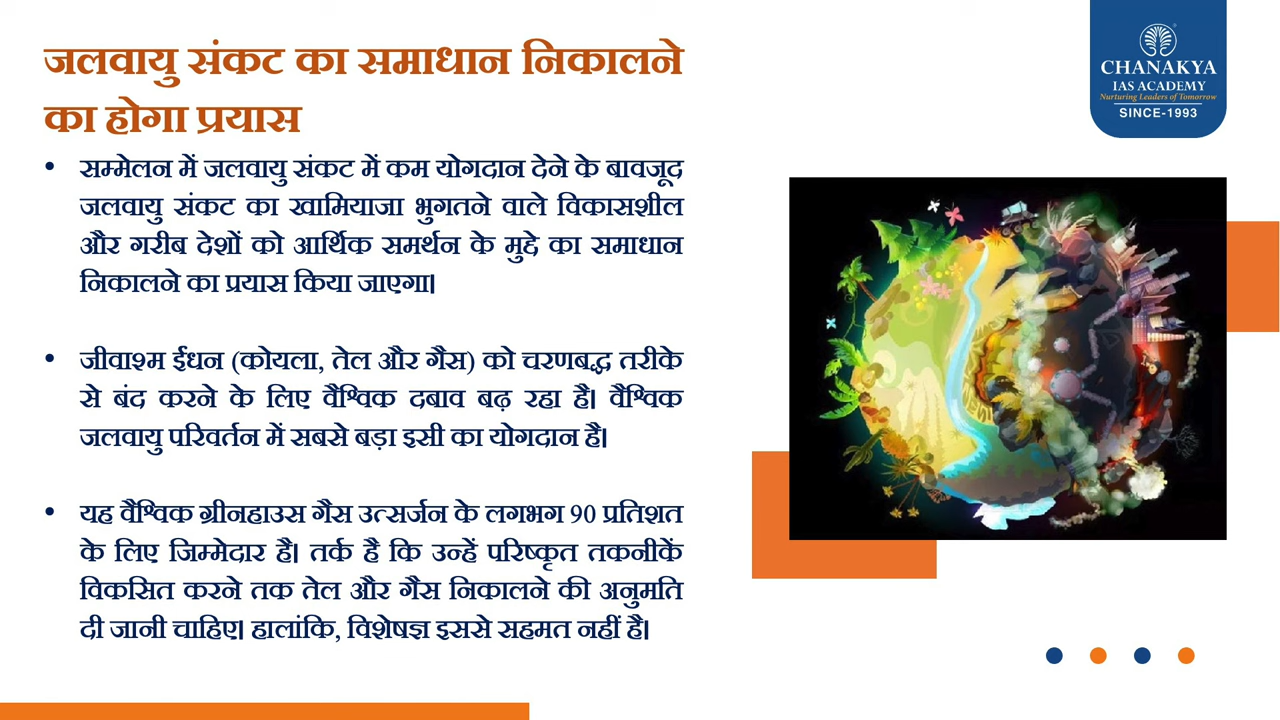 जलवायु संकट का समाधान निकालने
का होगा प्रयास
• सम्मेलन में जलवायु संकट में कम योगदान देने के बावजूद
जलवायु संकट का खामियाजा भुगतने वाले विकासशील
और गरीब देशों को आर्थिक समर्थन के मुद्दे का समाधान
निकालने का प्रयास किया जाएगा।
• जीवाश्म ईंधन (कोयला, तेल और गैस) को चरणबद्ध तरीके
से बंद करने के लिए वैश्विक दबाव बढ़ रहा है। वैश्विक
जलवायु परिवर्तन में सबसे बड़ा इसी का योगदान है।
• यह वैश्विक ग्रीनहाउस गैस उत्सर्जन के लगभग 90 प्रतिशत
के लिए जिम्मेदार है। तर्क है कि उन्हें परिष्कृत तकनीकें
विकसित करने तक तेल और गैस निकालने की अनुमति
दी जानी चाहिए। हालांकि, विशेषज्ञ इससे सहमत नहीं है।
CHANAKYA
IAS ACADEMY
Nurturing Leaders of Tomorrow
SINCE-1993